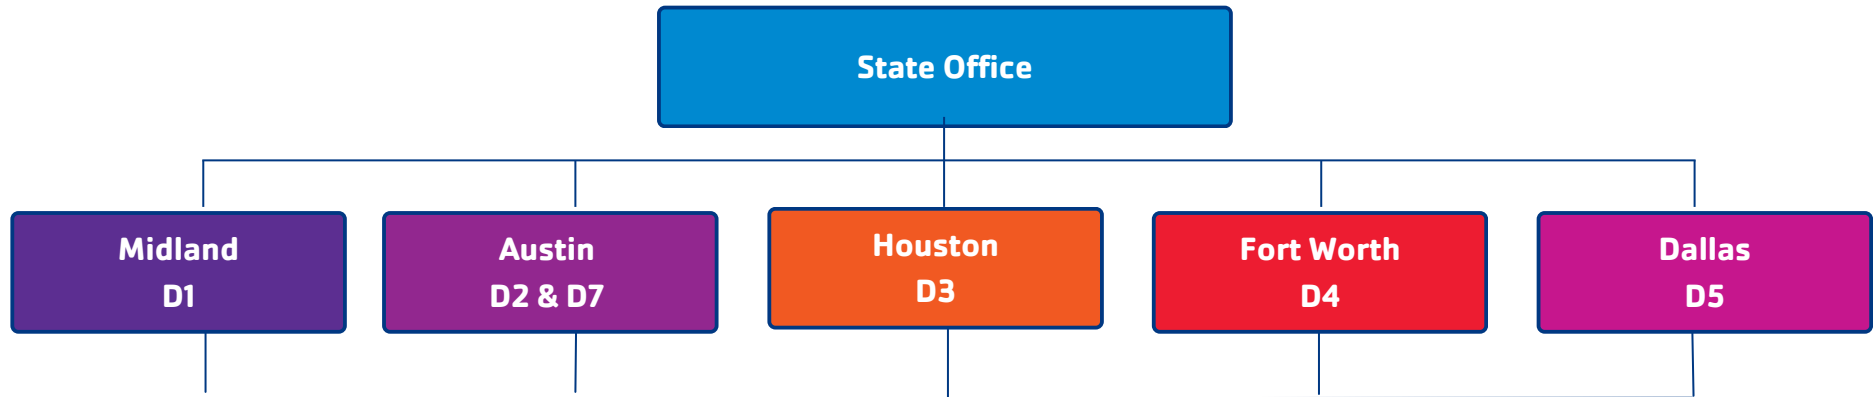 State Office
Midland
D1
Austin
D2 & D7
Houston
D3
Fort Worth
D4
Dallas
D5